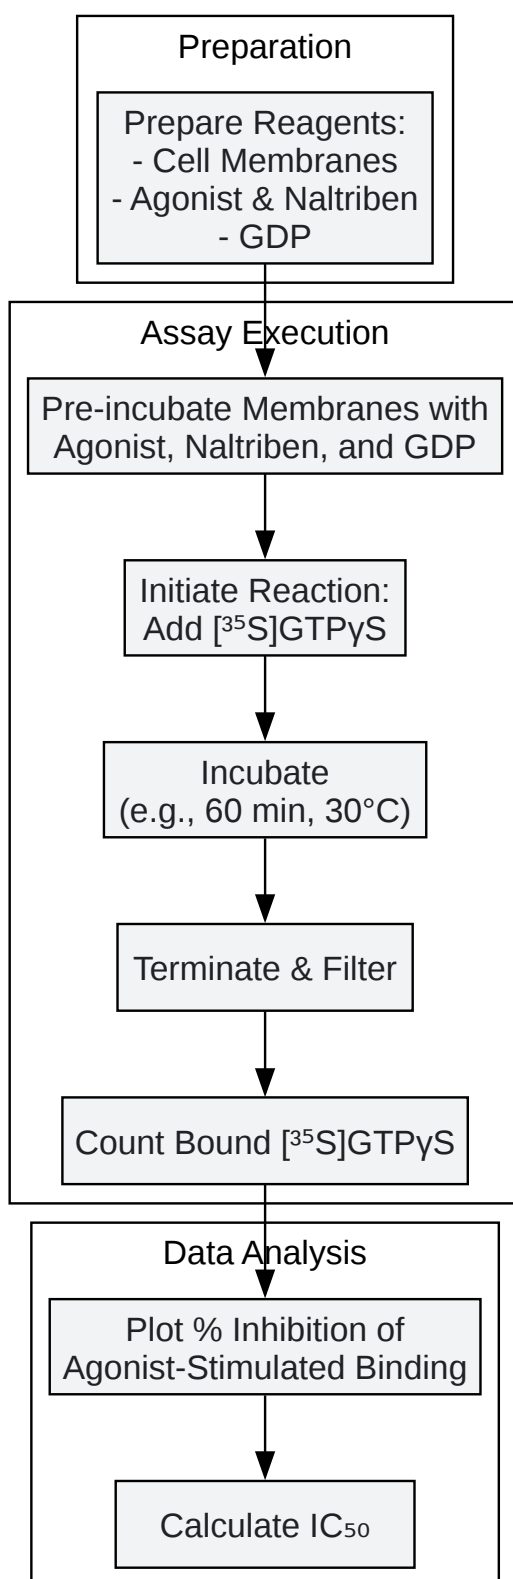 Preparation
Prepare Reagents:
- Cell Membranes
- Agonist & Naltriben
- GDP
Assay Execution
Pre-incubate Membranes with
Agonist, Naltriben, and GDP
Initiate Reaction:
Add [³⁵S]GTPγS
Incubate
(e.g., 60 min, 30°C)
Terminate & Filter
Count Bound [³⁵S]GTPγS
Data Analysis
Plot % Inhibition of
Agonist-Stimulated Binding
Calculate IC₅₀